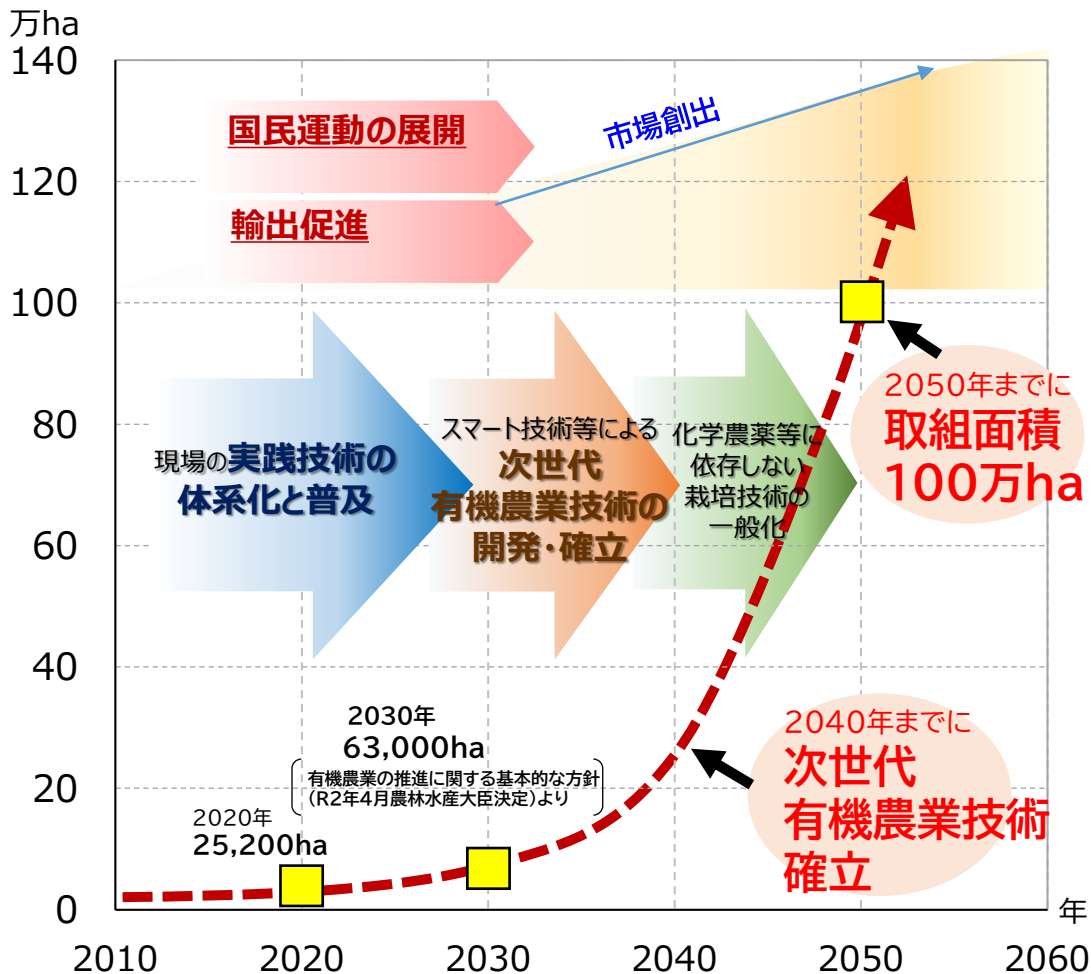 万ha
140
120
100
80
60
40
20
0
国民運動の展開
輸出促進
市場創出
現場の実践技術の
体系化と普及
スマート技術等による
次世代
有機農業技術の
開発・確立
化学農薬等に
依存しない
栽培技術の
一般化
2050年までに
取組面積
100万ha
2040年までに
次世代
有機農業技術
確立
2030年
63,000ha
有機農業の推進に関する基本的な方針
(R2年4月農林水産大臣決定)より
2020年
25,200ha
年
2010
2020
2030
2040
2050
2060